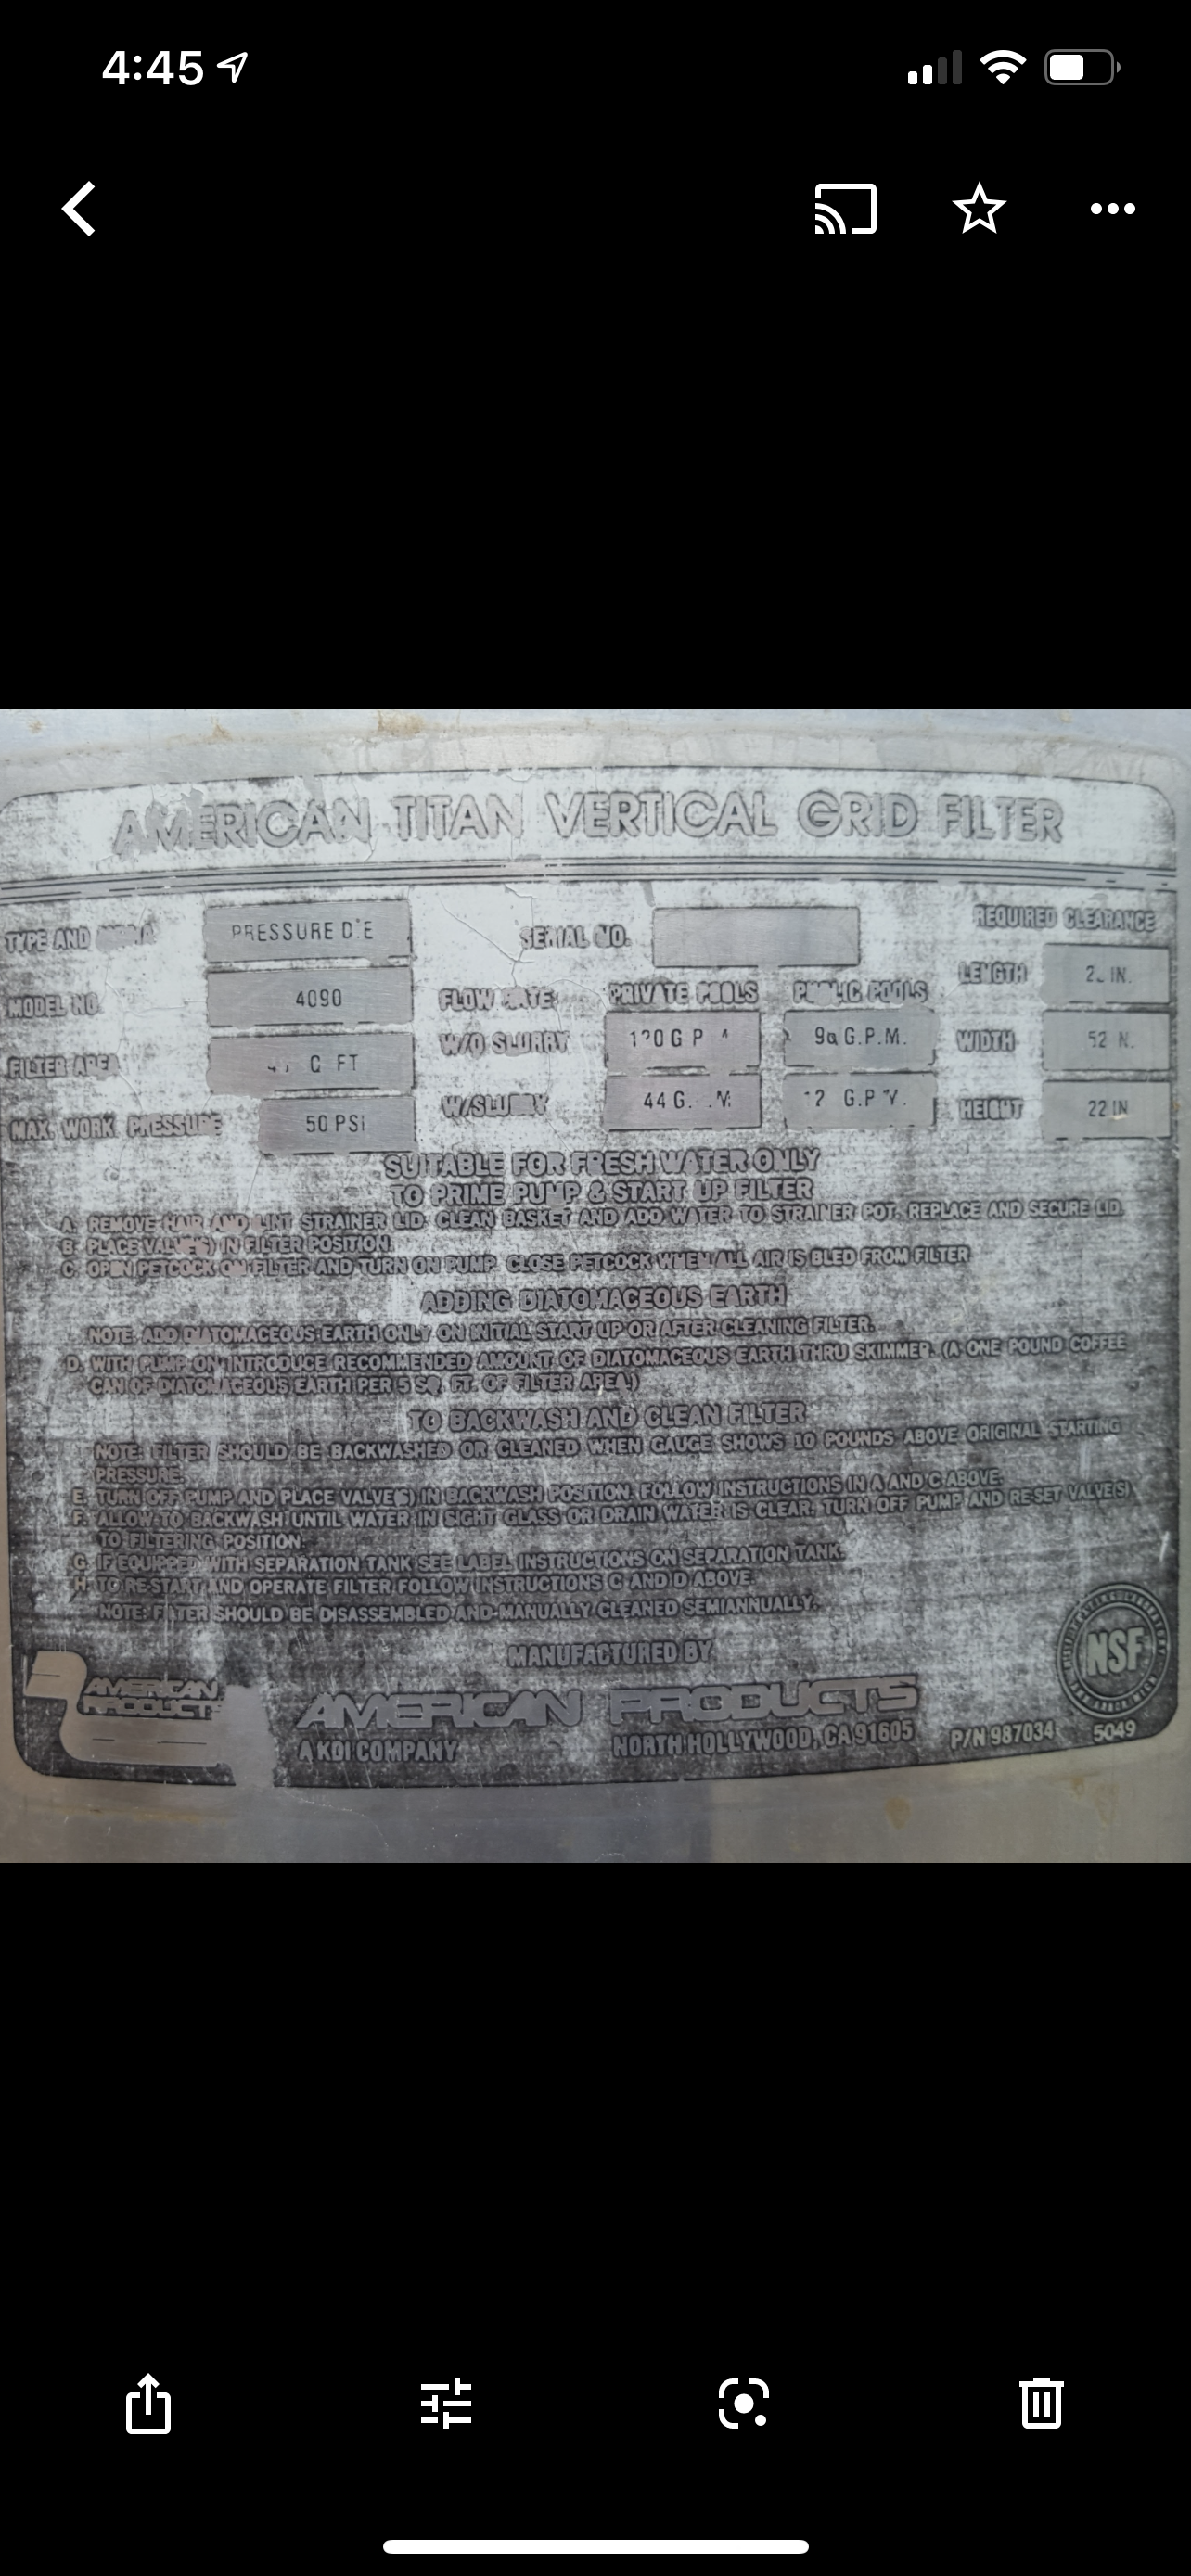 4:45
AMERICAN TITAN VERTICAL GRID FILTER
TYPE AND
PRESSURE D.E
SERIAL NO.
REQUIRED CLEARANCE
MODEL NO.
4090
FLOW RATE
PRIVATE POOLS
PUBLIC POOLS
LENGTH
IN.
FILTER AREA
FT
W/O SLURRY
G.P.M.
WIDTH
52
MAX. WORK. PRESSURE
50 PSI
W/SLURRY
44
HEIGHT
22 IN
SUITABLE FOR FRESH WATER ONLY
TO PRIME PUMP & START UP FILTER
A. REMOVE HAIR AND LINT STRAINER LID. CLEAN BASKET AND ADD WATER TO STRAINER POT. REPLACE AND SECURE LID.
B. PLACE VALVE(S) IN FILTER POSITION.
C. OPEN PETCOCK ON FILTER AND TURN ON PUMP. CLOSE PETCOCK WHEN ALL AIR IS BLED FROM FILTER
ADDING DIATOMACEOUS EARTH
NOTE: ADD DIATOMACEOUS EARTH ONLY ON INITIAL START UP OR AFTER CLEANING FILTER.
D. WITH PUMP ON INTRODUCE RECOMMENDED AMOUNT OF DIATOMACEOUS EARTH THRU SKIMMER. (A ONE POUND COFFEE
CAN OF DIATOMACEOUS EARTH PER 5 SQ. FT. OF FILTER AREA.)
TO BACKWASH AND CLEAN FILTER
NOTE: FILTER SHOULD BE BACKWASHED OR CLEANED WHEN GAUGE SHOWS 10 POUNDS ABOVE ORIGINAL STARTING
PRESSURE.
E. TURN OFF PUMP AND PLACE VALVE(S) IN BACKWASH POSITION. FOLLOW INSTRUCTIONS IN A AND C ABOVE.
F. ALLOW TO BACKWASH UNTIL WATER IN SIGHT GLASS OR DRAIN WATER IS CLEAR. TURN OFF PUMP AND RE-SET VALVE(S)
TO FILTERING POSITION.
G. IF EQUIPPED WITH SEPARATION TANK SEE LABEL INSTRUCTIONS ON SEPARATION TANK.
H. TO RE-START AND OPERATE FILTER FOLLOW INSTRUCTIONS C AND D ABOVE.
NOTE: FILTER SHOULD BE DISASSEMBLED AND MANUALLY CLEANED SEMIANNUALLY.
MANUFACTURED BY
AMERICAN
PRODUCTS
AMERICAN PRODUCTS
A KDI COMPANY
NORTH HOLLYWOOD, CA 91605
P/N 987034
NSF
5049